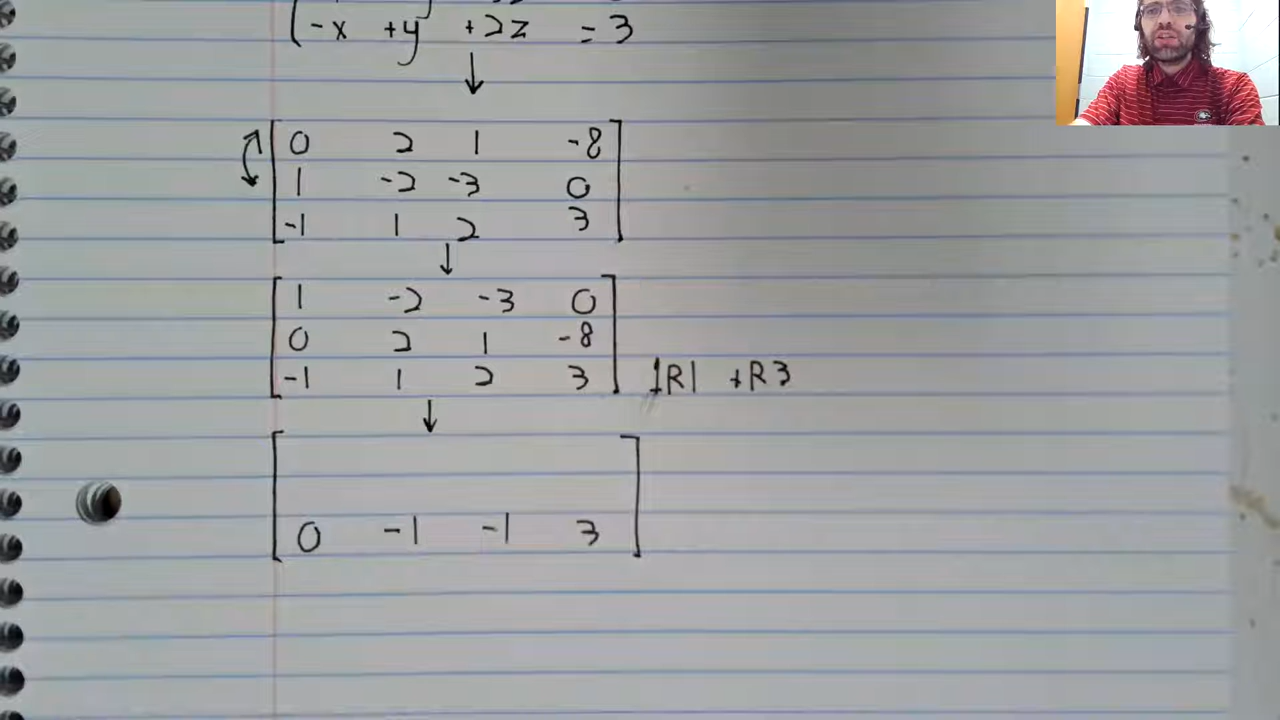 -x +y +2z = 3
0 2 1 -8
1 -2 -3 0
-1 1 2 3
1 -2 -3 0
0 2 1 -8
-1 1 2 3 1R1 +R3
0 -1 -1 3